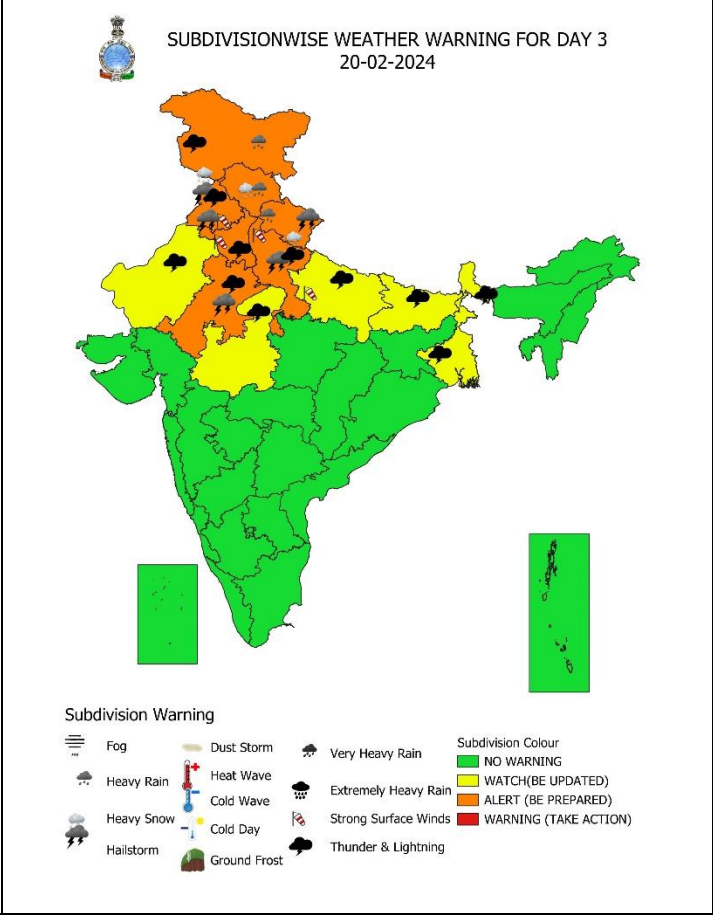 SUBDIVISIONWISE WEATHER WARNING FOR DAY 3
20-02-2024
Subdivision Warning
Fog
Heavy Rain
Heavy Snow
Hailstorm
Dust Storm
Heat Wave
Cold Wave
Cold Day
Ground Frost
Very Heavy Rain
Extremely Heavy Rain
Strong Surface Winds
Thunder & Lightning
Subdivision Colour
NO WARNING
WATCH(BE UPDATED)
ALERT (BE PREPARED)
WARNING (TAKE ACTION)